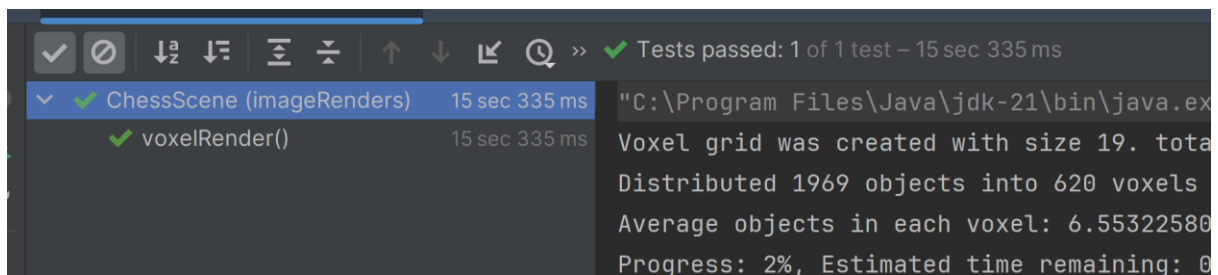 Tests passed: 1 of 1 test – 15 sec 335 ms
ChessScene (imageRenders) 15 sec 335 ms
voxelRender() 15 sec 335 ms
"C:\Program Files\Java\jdk-21\bin\java.ex
Voxel grid was created with size 19. tota
Distributed 1969 objects into 620 voxels
Average objects in each voxel: 6.55322580
Progress: 2%, Estimated time remaining: 0